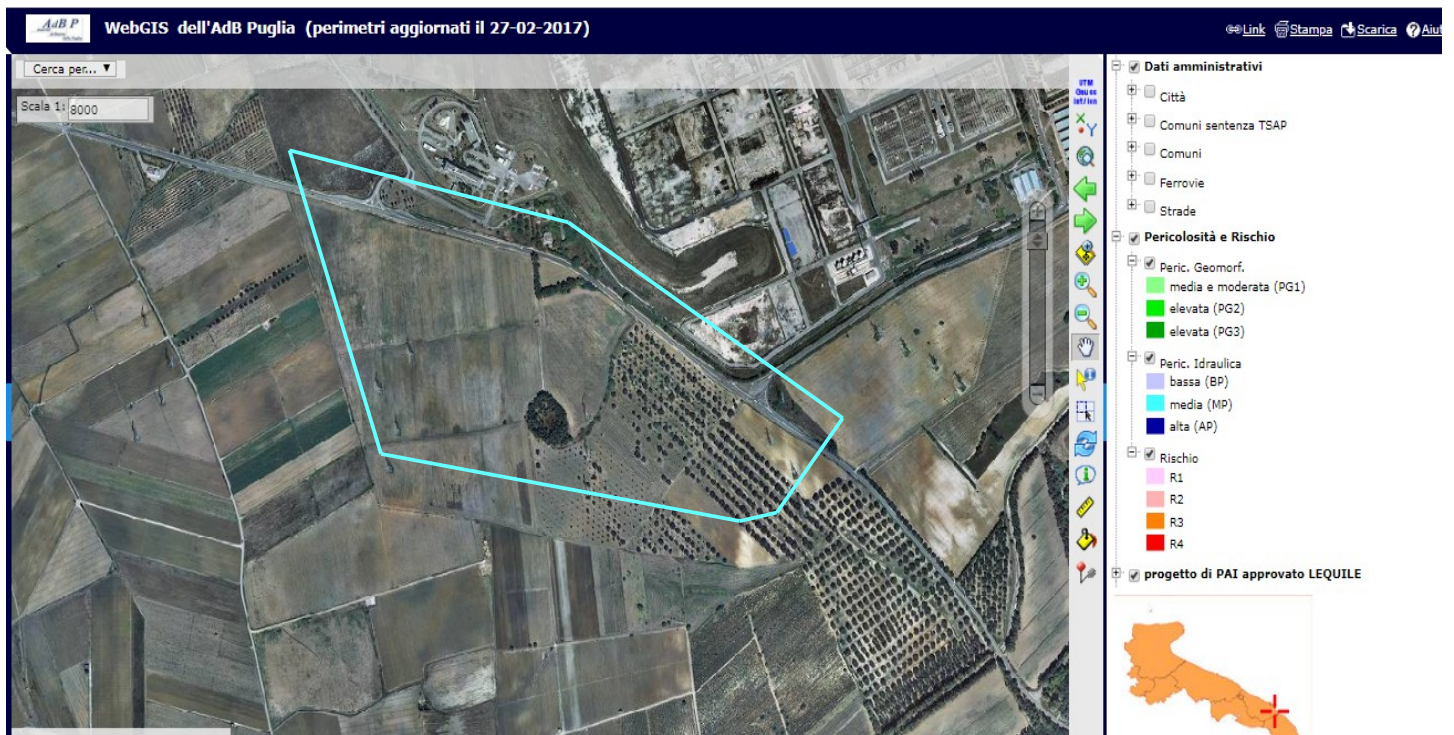 AdB P
WebGIS dell'AdB Puglia (perimetri aggiornati il 27-02-2017)
Link Stampa Scarica Aiut
Cerca per... ▼
Scala 1: 8000
UTM
Gauss
Dati amministrativi
Città
Comuni sentenza TSAP
Comuni
Ferrovie
Strade
Pericolosità e Rischio
Peric. Geomorf.
media e moderata (PG1)
elevata (PG2)
elevata (PG3)
Peric. Idraulica
bassa (BP)
media (MP)
alta (AP)
Rischio
R1
R2
R3
R4
progetto di PAI approvato LEQUILE